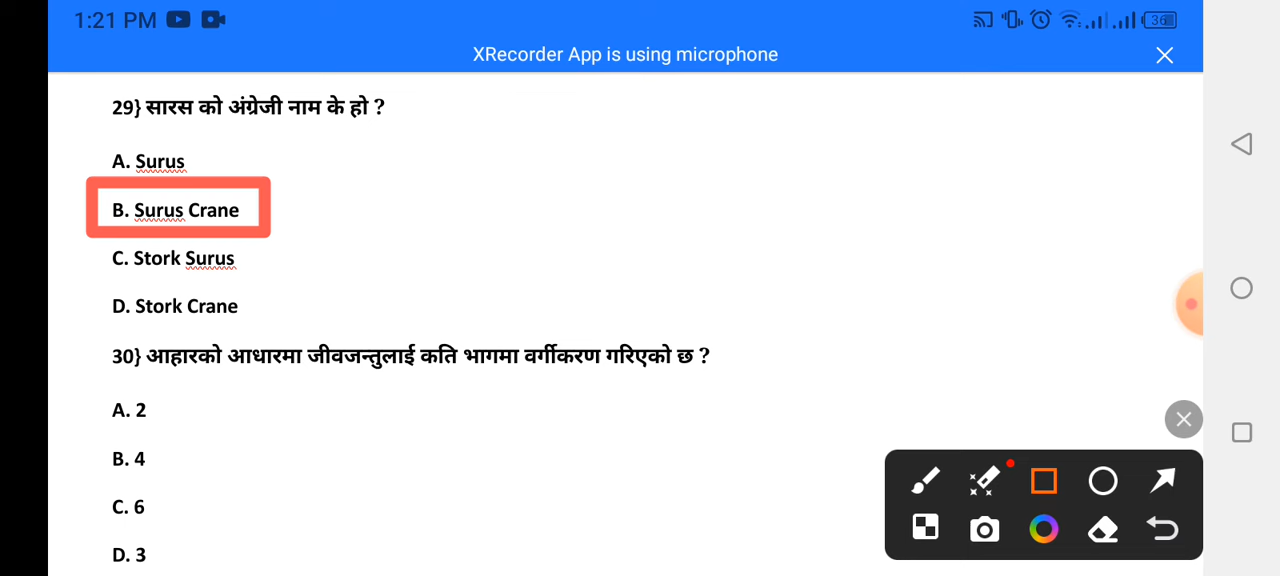 1:21 PM
36
XRecorder App is using microphone
29} सारस को अंग्रेजी नाम के हो ?
A. Surus
B. Surus Crane
C. Stork Surus
D. Stork Crane
30} आहारको आधारमा जीवजन्तुलाई कति भागमा वर्गीकरण गरिएको छ ?
A. 2
B. 4
C. 6
D. 3